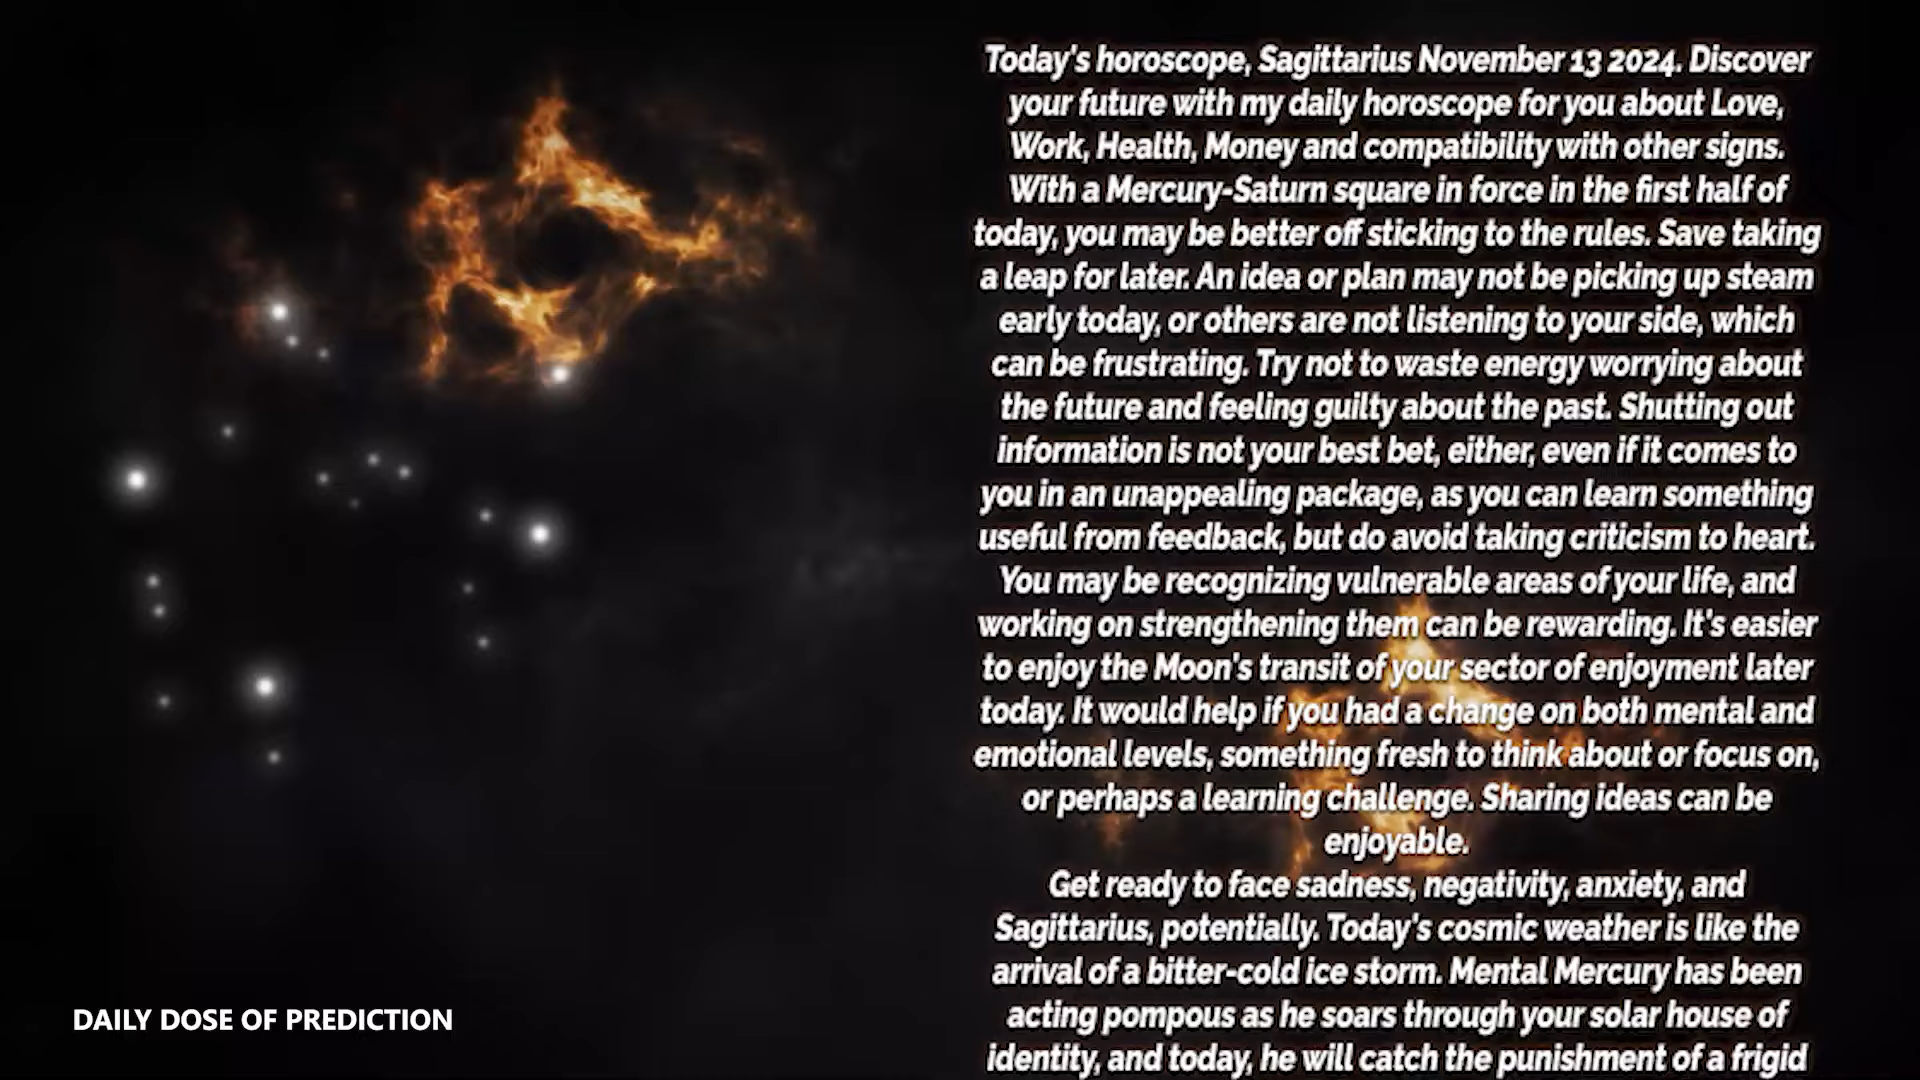 Today's horoscope, Sagittarius November 13 2024. Discover
your future with my daily horoscope for you about Love,
Work, Health, Money and compatibility with other signs.
With a Mercury-Saturn square in force in the first half of
today, you may be better off sticking to the rules. Save taking
a leap for later. An idea or plan may not be picking up steam
early today, or others are not listening to your side, which
can be frustrating. Try not to waste energy worrying about
the future and feeling guilty about the past. Shutting out
information is not your best bet, either, even if it comes to
you in an unappealing package, as you can learn something
useful from feedback, but do avoid taking criticism to heart.
You may be recognizing vulnerable areas of your life, and
working on strengthening them can be rewarding. It's easier
to enjoy the Moon's transit of your sector of enjoyment later
today. It would help if you had a change on both mental and
emotional levels, something fresh to think about or focus on,
or perhaps a learning challenge. Sharing ideas can be
enjoyable.
Get ready to face sadness, negativity, anxiety, and
Sagittarius, potentially. Today's cosmic weather is like the
arrival of a bitter-cold ice storm. Mental Mercury has been
acting pompous as he soars through your solar house of
identity, and today, he will catch the punishment of a frigid
DAILY DOSE OF PREDICTION